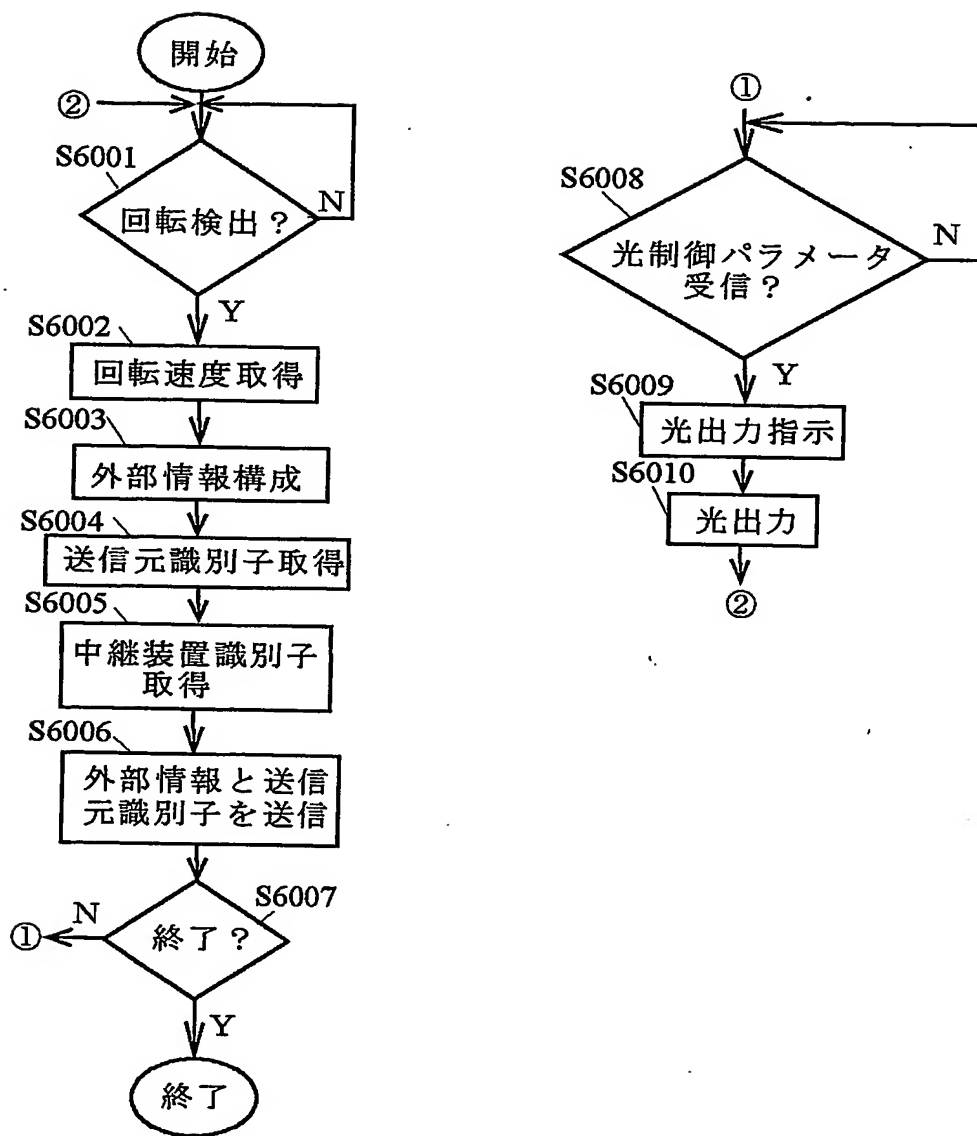 開始
②
S6001
回転検出？
N
Y
S6002
回転速度取得
S6003
外部情報構成
S6004
送信元識別子取得
S6005
中継装置識別子
取得
S6006
外部情報と送信
元識別子を送信
S6007
終了？
N
①
Y
終了
①
S6008
光制御パラメータ
受信？
N
Y
S6009
光出力指示
S6010
光出力
②